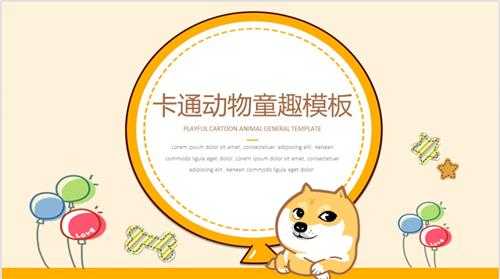 卡通动物童趣模板
PLAYFUL CARTOON ANIMAL GENERAL TEMPLATE
Lorem ipsum dolor sit amet, consectetuer adipiscing elit. Aenean
commodo ligula eget dolor. Lorem ipsum dolor sit amet, consectetuer
adipiscing elit. Aenean commodo ligula eget dolor.
Love
Love